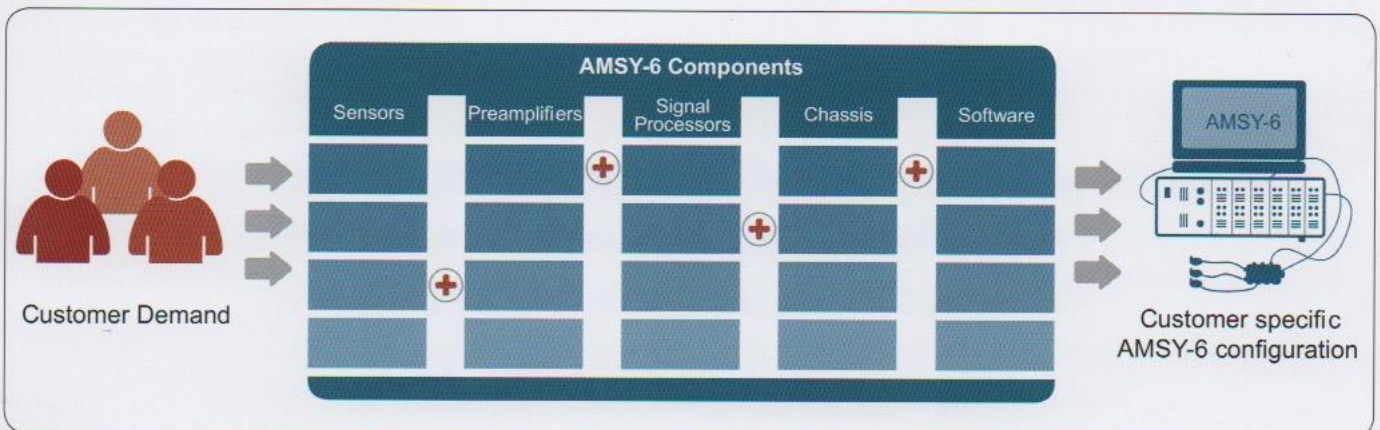 AMSY-6 Components
Sensors
Preamplifiers
Signal
Processors
Chassis
Software
AMSY-6
Customer Demand
Customer specific
AMSY-6 configuration